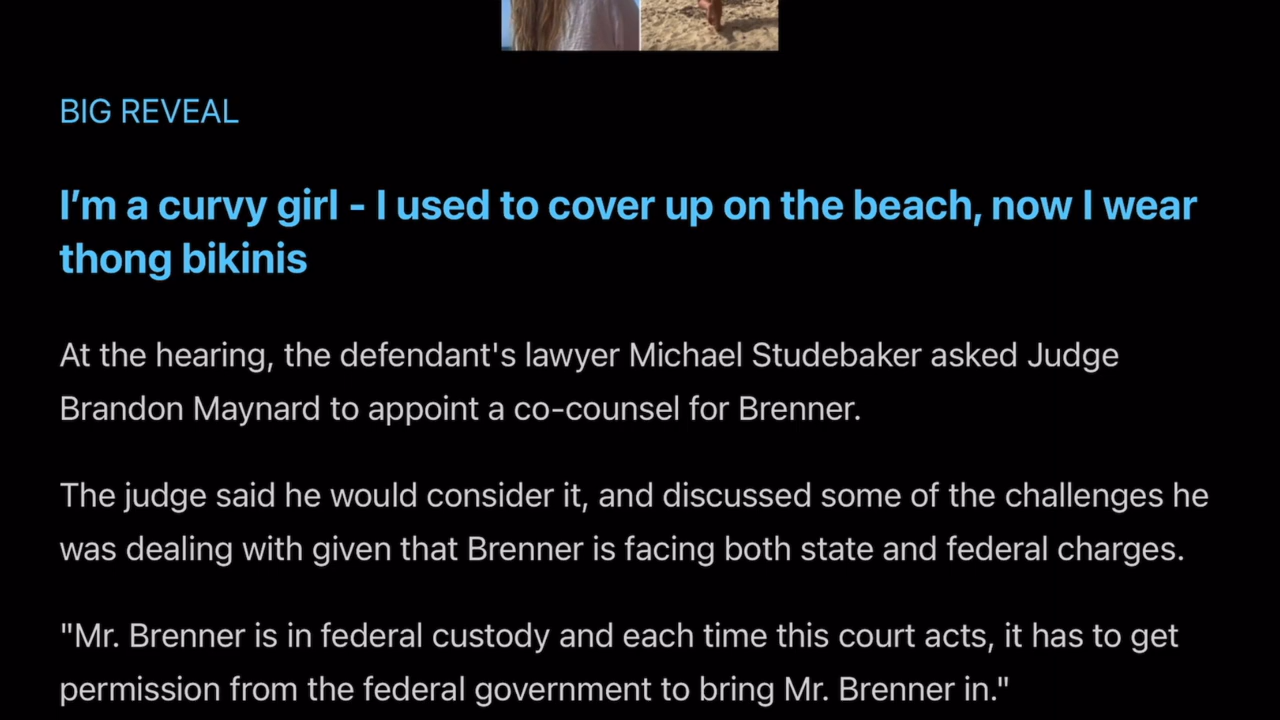 BIG REVEAL
I’m a curvy girl - I used to cover up on the beach, now I wear
thong bikinis
At the hearing, the defendant's lawyer Michael Studebaker asked Judge
Brandon Maynard to appoint a co-counsel for Brenner.
The judge said he would consider it, and discussed some of the challenges he
was dealing with given that Brenner is facing both state and federal charges.
"Mr. Brenner is in federal custody and each time this court acts, it has to get
permission from the federal government to bring Mr. Brenner in."